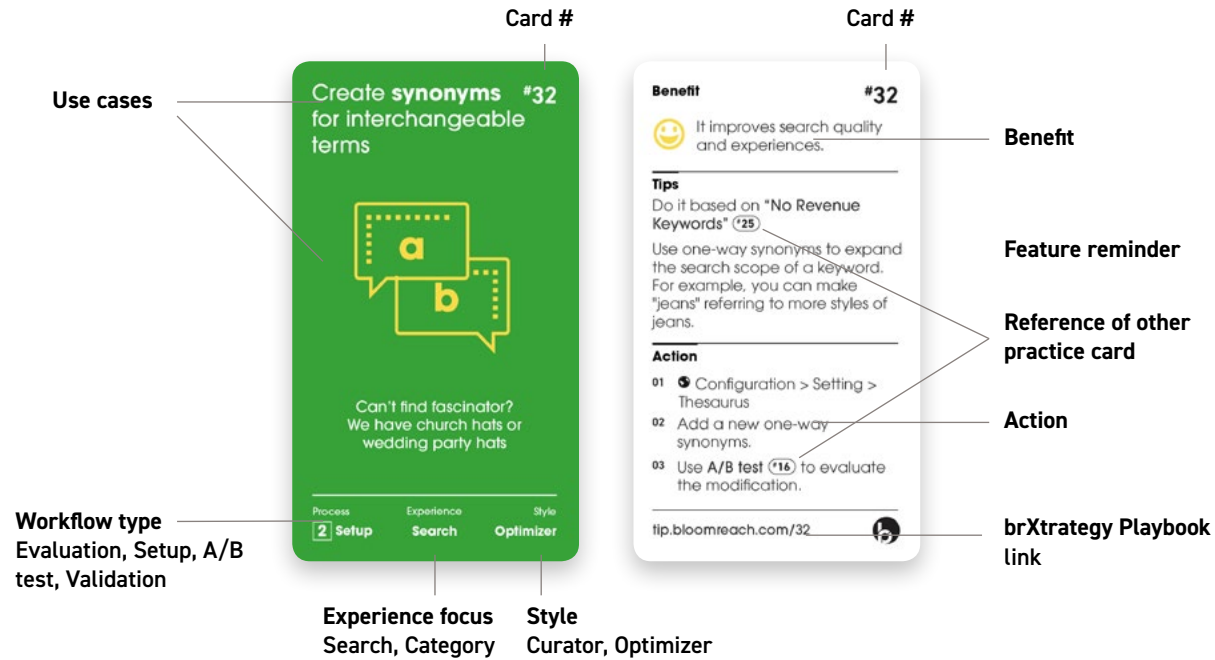 Card #
Card #
Use cases
Create synonyms #32
for interchangeable
terms
a
b
Can't find fascinator?
We have church hats or
wedding party hats
Process
Experience
Style
2 Setup
Search
Optimizer
Workflow type
Evaluation, Setup, A/B
test, Validation
Experience focus
Search, Category
Style
Curator, Optimizer
Benefit
#32
It improves search quality
and experiences.
Tips
Do it based on "No Revenue
Keywords" #25
Use one-way synonyms to expand
the search scope of a keyword.
For example, you can make
"jeans" referring to more styles of
jeans.
Action
01 Configuration > Setting >
Thesaurus
02 Add a new one-way
synonyms.
03 Use A/B test #16 to evaluate
the modification.
tip.bloomreach.com/32
b
Benefit
Feature reminder
Reference of other
practice card
Action
brXtrategy Playbook
link